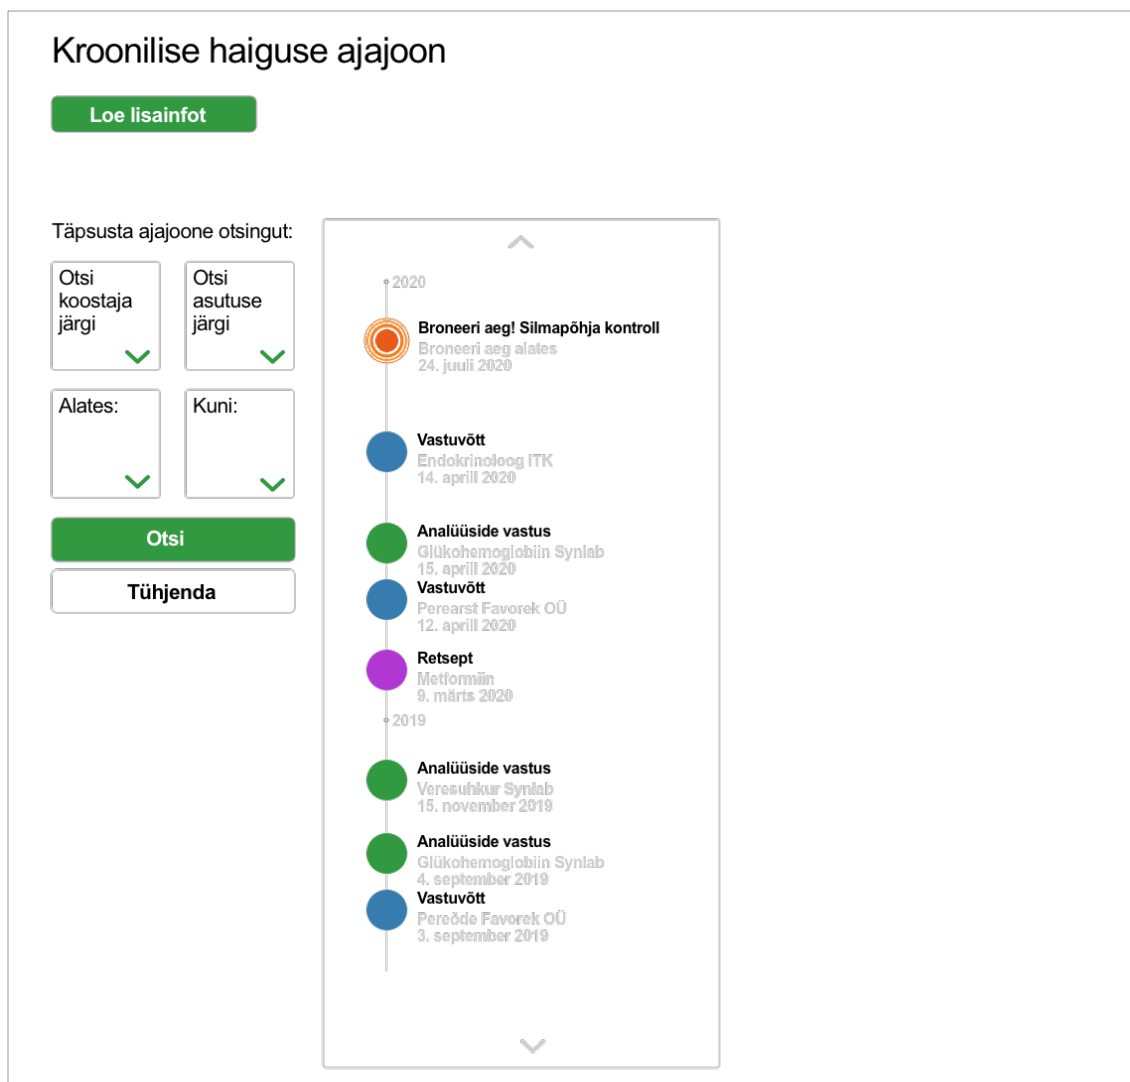 Kroonilise haiguse ajajoon
Loe lisainfot
Täpsusta ajajoone otsingut:
Otsi
koostaja
järgi
Otsi
asutuse
järgi
Alates:
Kuni:
Otsi
Tühjenda
2020
Broneeri aeg! Silmapõhja kontroll
Broneeri aeg alates
24. juuli 2020
Vastuvõtt
Endokrinoloog ITK
14. aprill 2020
Analüüside vastus
Glükohemoglobiin Synlab
15. aprill 2020
Vastuvõtt
Perearst Favorek OÜ
12. aprill 2020
Retsept
Metformiin
9. märts 2020
2019
Analüüside vastus
Veresuhkur Synlab
15. november 2019
Analüüside vastus
Glükohemoglobiin Synlab
4. september 2019
Vastuvõtt
Pereõde Favorek OÜ
3. september 2019